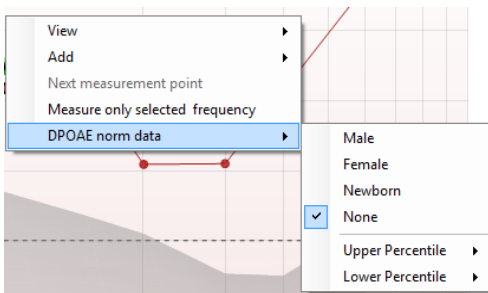 View
Add
Next measurement point
Measure only selected frequency
DPOAE norm data
Male
Female
Newborn
None
Upper Percentile
Lower Percentile